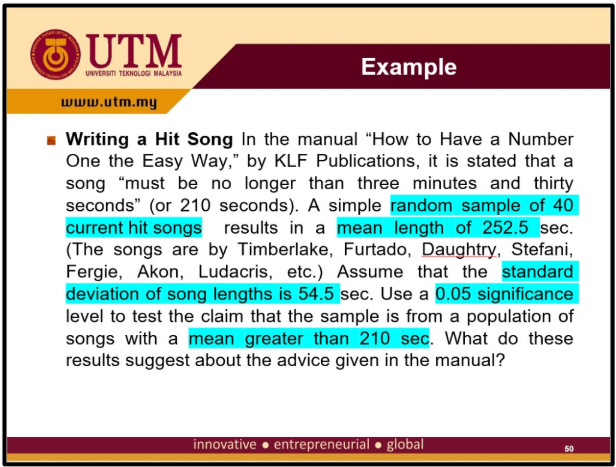 UTM
UNIVERSITI TEKNOLOGI MALAYSIA
Example
www.utm.my
Writing a Hit Song In the manual “How to Have a Number
One the Easy Way,” by KLF Publications, it is stated that a
song “must be no longer than three minutes and thirty
seconds” (or 210 seconds). A simple random sample of 40
current hit songs results in a mean length of 252.5 sec.
(The songs are by Timberlake, Furtado, Daughtry, Stefani,
Fergie, Akon, Ludacris, etc.) Assume that the standard
deviation of song lengths is 54.5 sec. Use a 0.05 significance
level to test the claim that the sample is from a population of
songs with a mean greater than 210 sec. What do these
results suggest about the advice given in the manual?
innovative ● entrepreneurial ● global
50